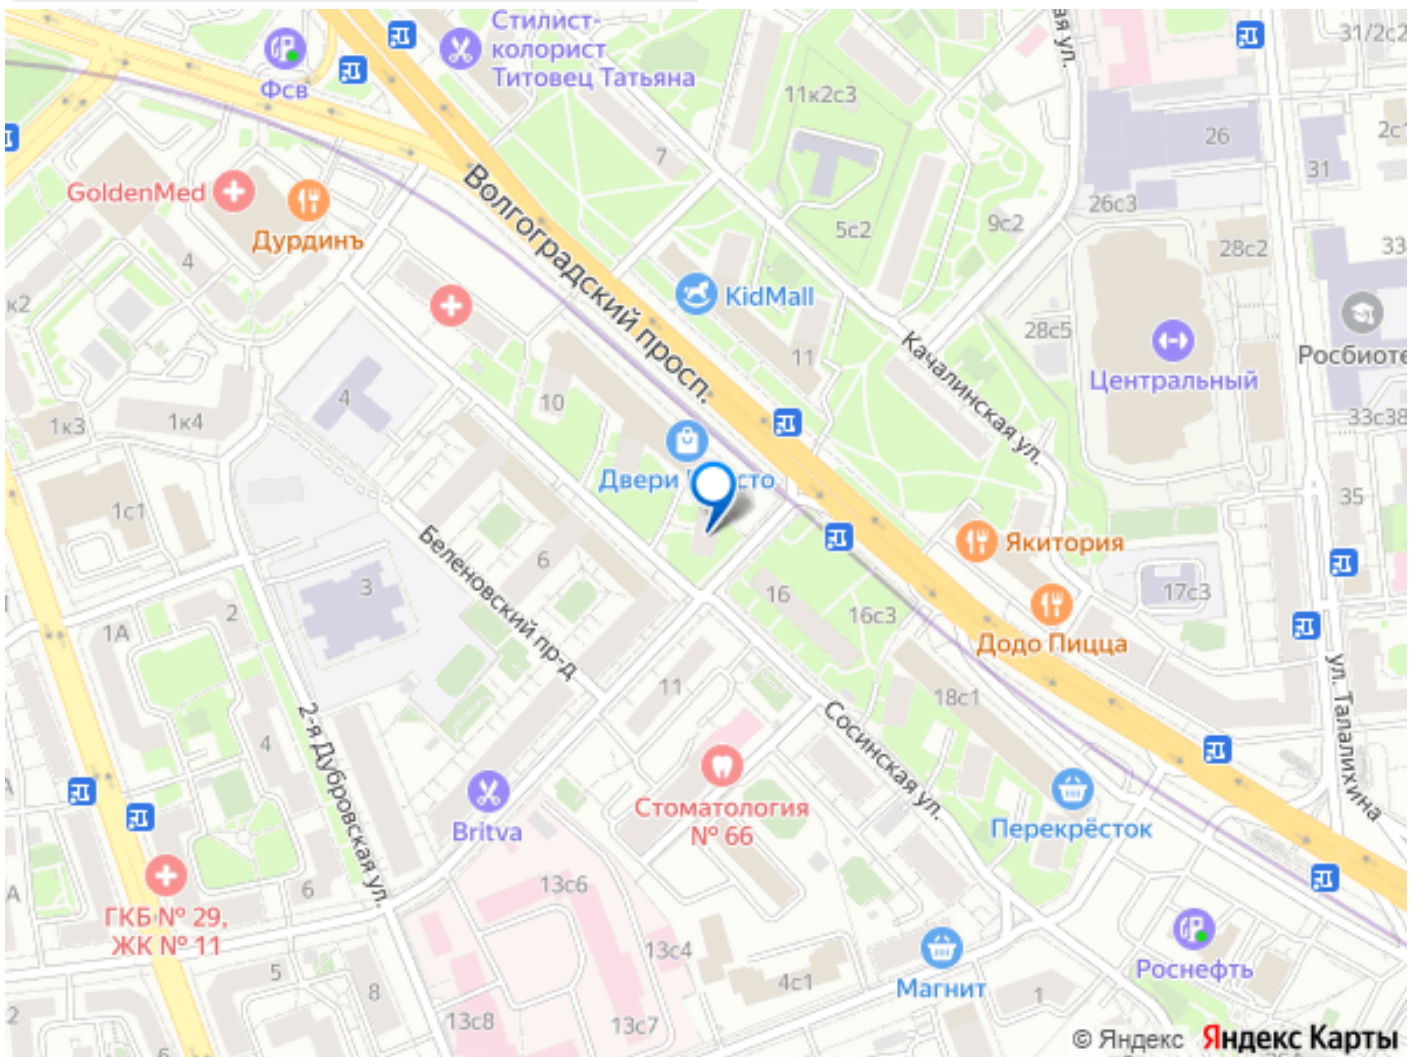 Стилист-
колорист
Титовец Татьяна
31/2с2
Фсв
11к2с3
7
26
2с1
31
GoldenMed
Дурдинъ
4
Волгоградский просп.
5с2
9с2
26с3
28с2
33
к2
KidMall
11
28с5
Росбиоте
Центральный
Качалинская ул.
10
4
1к3
1к4
33с38
Двери
сто
35
1с1
Беленовский пр-д
6
Якитория
3
2
1А
16
16с3
17с3
Додо Пицца
11
18с1
Сосинская ул.
ул. Талалихина
2-я Дубровская ул.
4
Стоматология
№ 66
Britva
Перекрёсток
6
13с6
ГКБ № 29,
ЖК № 11
А
5
8
13с4
4с1
Магнит
1
Роснефть
2
13с8
13с7
6
© Яндекс Яндекс Карты